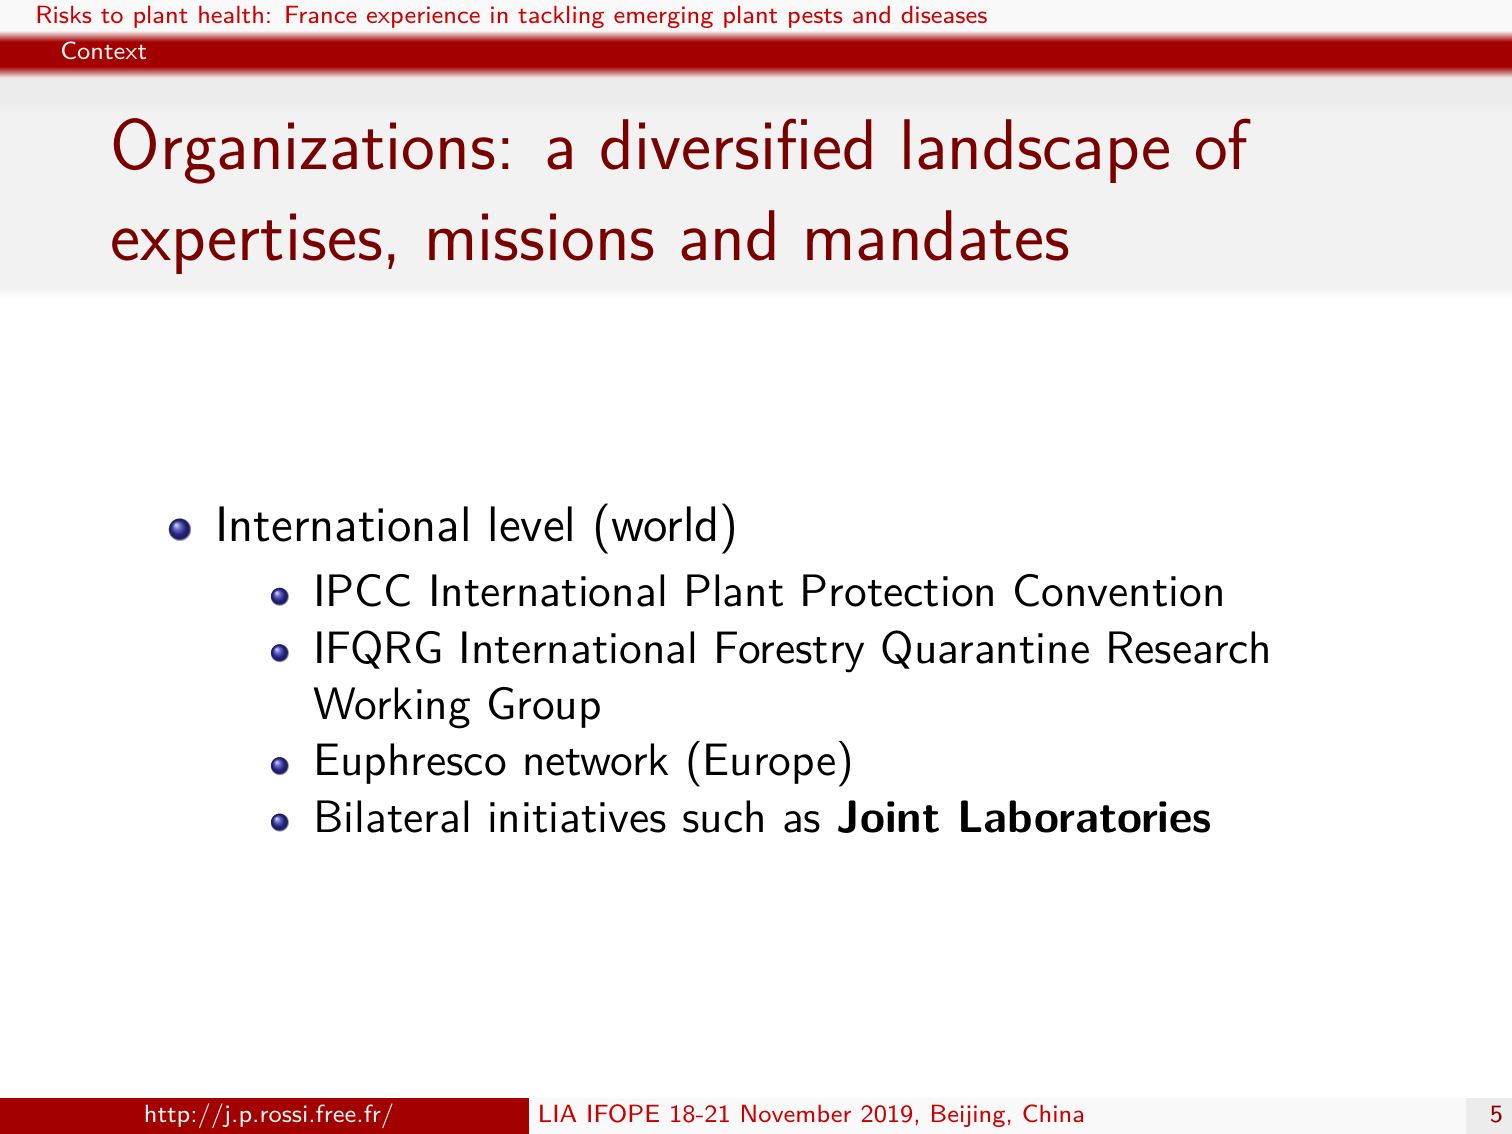 Risks to plant health: France experience in tackling emerging plant pests and diseases
Context
Organizations: a diversified landscape of
expertises, missions and mandates
International level (world)
IPCC International Plant Protection Convention
IFQRG International Forestry Quarantine Research
Working Group
Euphresco network (Europe)
Bilateral initiatives such as Joint Laboratories
http://j.p.rossi.free.fr/
LIA IFOPE 18-21 November 2019, Beijing, China
5